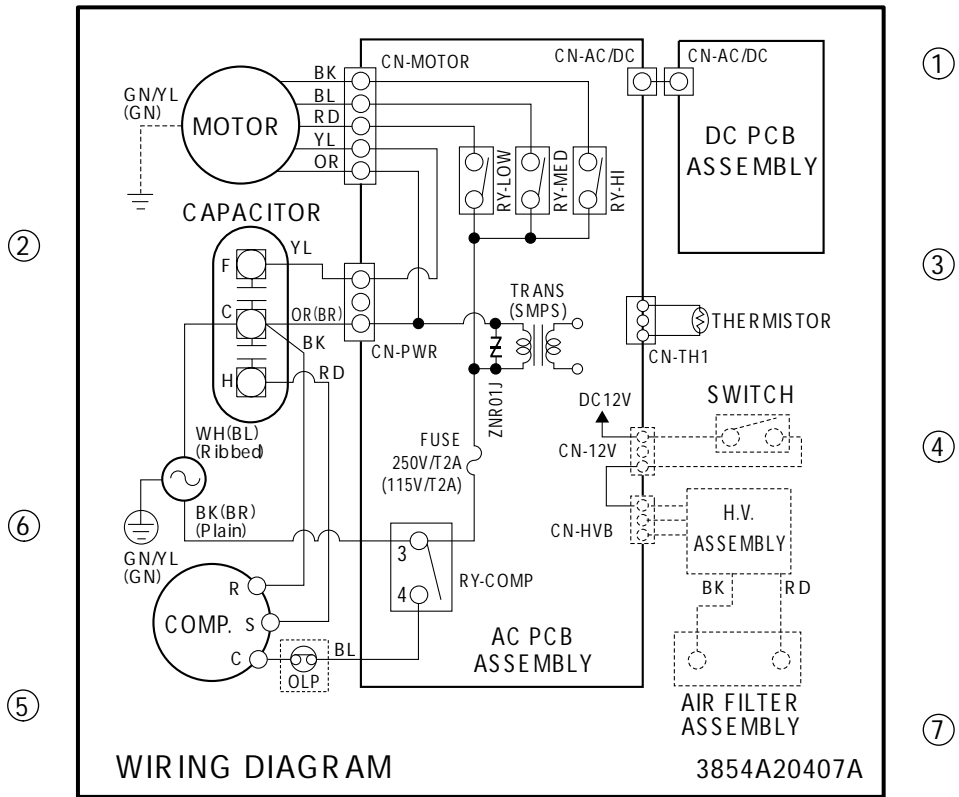 CN-MOTOR
CN-AC/DC
CN-AC/DC
1
BK
BL
RD
YL
OR
GN/YL
(GN)
MOTOR
DC PCB
ASSEMBLY
RY-LOW
RY-MED
RY-HI
CAPACITOR
2
YL
F
3
C
OR(BR)
BK
TRANS
(SMPS)
THERMISTOR
CN-PWR
CN-TH1
H
RD
ZNR01J
SWITCH
DC12V
WH(BL)
(Ribbed)
FUSE
250V/T2A
(115V/T2A)
CN-12V
4
BK(BR)
(Plain)
6
CN-HVB
H.V.
ASSEMBLY
GN/YL
(GN)
3
4
RY-COMP
BK
RD
R
COMP.
S
C
BL
OLP
AC PCB
ASSEMBLY
5
AIR FILTER
ASSEMBLY
7
WIRING DIAGRAM
3854A20407A